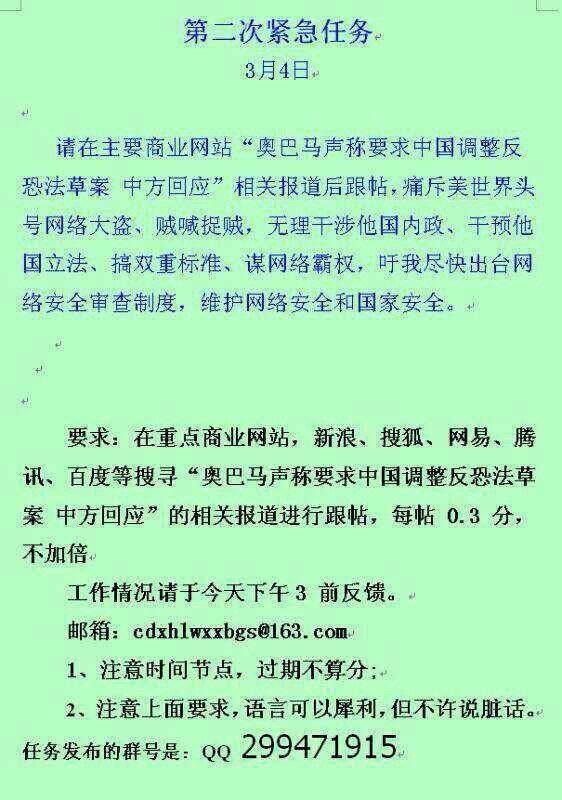 第二次紧急任务
3月4日
请在主要商业网站“奥巴马声称要求中国调整反
恐法草案 中方回应”相关报道后跟帖，痛斥美世界头
号网络大盗、贼喊捉贼，无理干涉他国内政、干预他
国立法、搞双重标准、谋网络霸权，吁我尽快出台网
络安全审查制度，维护网络安全和国家安全。
要求：在重点商业网站，新浪、搜狐、网易、腾
讯、百度等搜寻“奥巴马声称要求中国调整反恐法草
案 中方回应”的相关报道进行跟帖，每帖 0.3 分，
不加倍
工作情况请于今天下午3 前反馈。
邮箱：cdxhlwxxbgs@163.com
1、注意时间节点，过期不算分;
2、注意上面要求，语言可以犀利，但不许说脏话。
任务发布的群号是：QQ 299471915